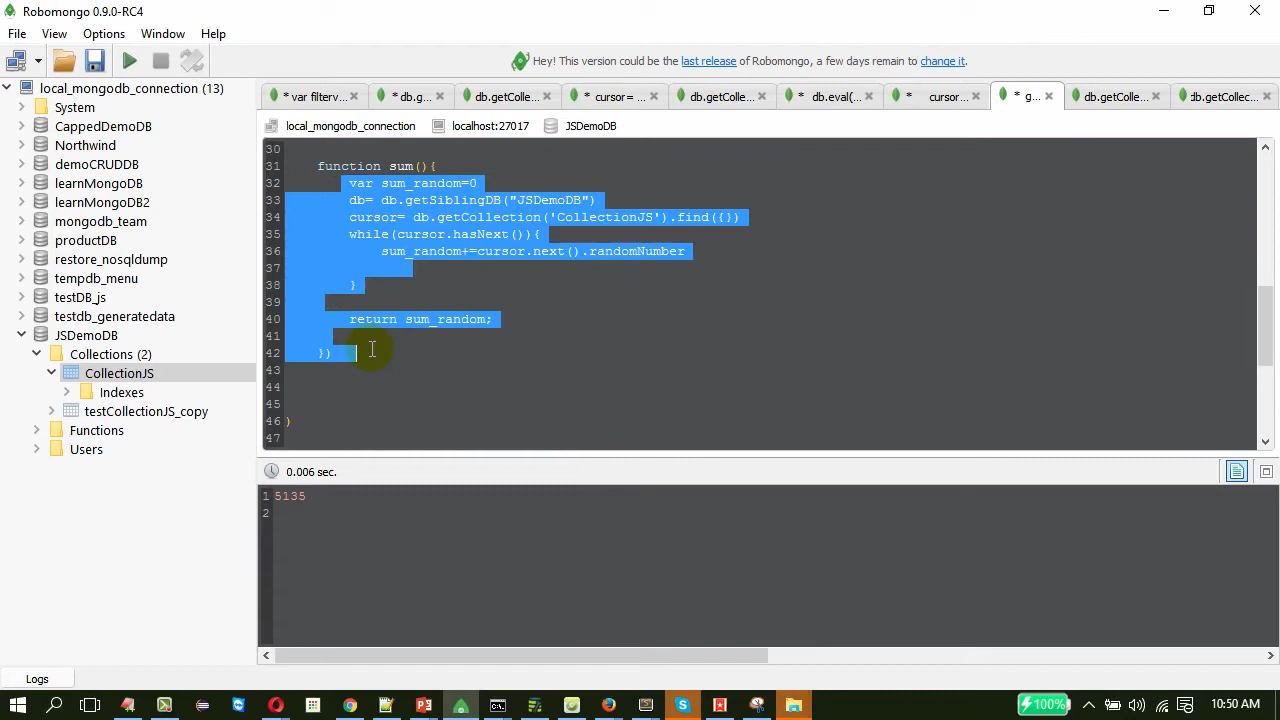 Robomongo 0.9.0-RC4
File View Options Window Help
Hey! This version could be the last release of Robomongo, a few days remain to change it.
local_mongodb_connection (13)
System
CappedDemoDB
Northwind
demoCRUDDB
learnMongoDB
learnMongoDB2
mongodb_team
productDB
restore_nosqldump
tempdb_menu
testDB_js
testdb_generatedata
JSDemoDB
Collections (2)
CollectionJS
Indexes
testCollectionJS_copy
Functions
Users
* var filterv... * db.g... db.getColle... * cursor= ... db.getColle... * db.eval(... * cursor... * g... db.getColle... db.getCollec...
local_mongodb_connection localhost:27017 JSDemoDB
30
31 function sum(){
32 var sum_random=0
33 db= db.getSiblingDB("JSDemoDB")
34 cursor= db.getCollection('CollectionJS').find({})
35 while(cursor.hasNext()){
36 sum_random+=cursor.next().randomNumber
37
38 }
39
40 return sum_random;
41
42 })
43
44
45
46 )
47
0.006 sec.
1 5135
2
Logs
100% 10:50 AM